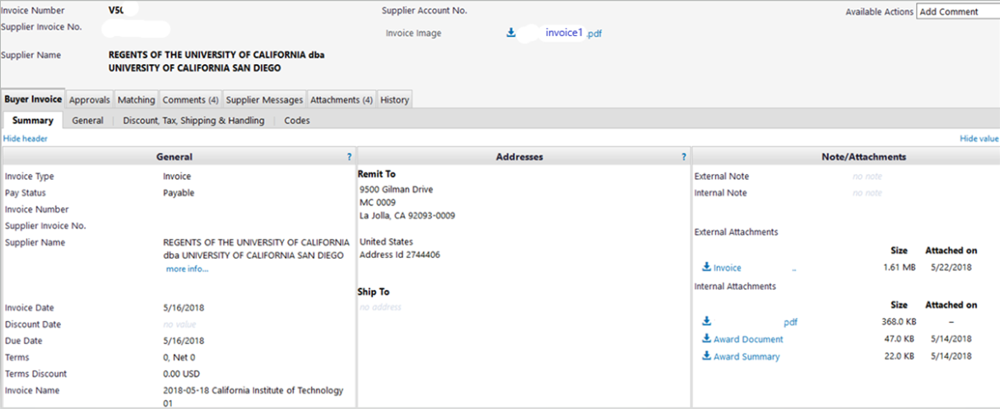 Invoice Number V50
Supplier Account No.
Available Actions Add Comment
Supplier Invoice No.
Invoice Image invoice1 .pdf
Supplier Name REGENTS OF THE UNIVERSITY OF CALIFORNIA dba
UNIVERSITY OF CALIFORNIA SAN DIEGO
Buyer Invoice Approvals Matching Comments (4) Supplier Messages Attachments (4) History
Summary General Discount, Tax, Shipping & Handling Codes
Hide header Hide value
General ?
Invoice Type Invoice
Pay Status Payable
Invoice Number
Supplier Invoice No.
Supplier Name REGENTS OF THE UNIVERSITY OF CALIFORNIA
dba UNIVERSITY OF CALIFORNIA SAN DIEGO
more info...
Invoice Date 5/16/2018
Discount Date no value
Due Date 5/16/2018
Terms 0, Net 0
Terms Discount 0.00 USD
Invoice Name 2018-05-18 California Institute of Technology
01
Addresses ?
Remit To
9500 Gilman Drive
MC 0009
La Jolla, CA 92093-0009
United States
Address Id 2744406
Ship To
no address
Note/Attachments
External Note no note
Internal Note no note
External Attachments
Size Attached on
Invoice .. 1.61 MB 5/22/2018
Internal Attachments
Size Attached on
pdf 368.0 KB –
Award Document 47.0 KB 5/14/2018
Award Summary 22.0 KB 5/14/2018